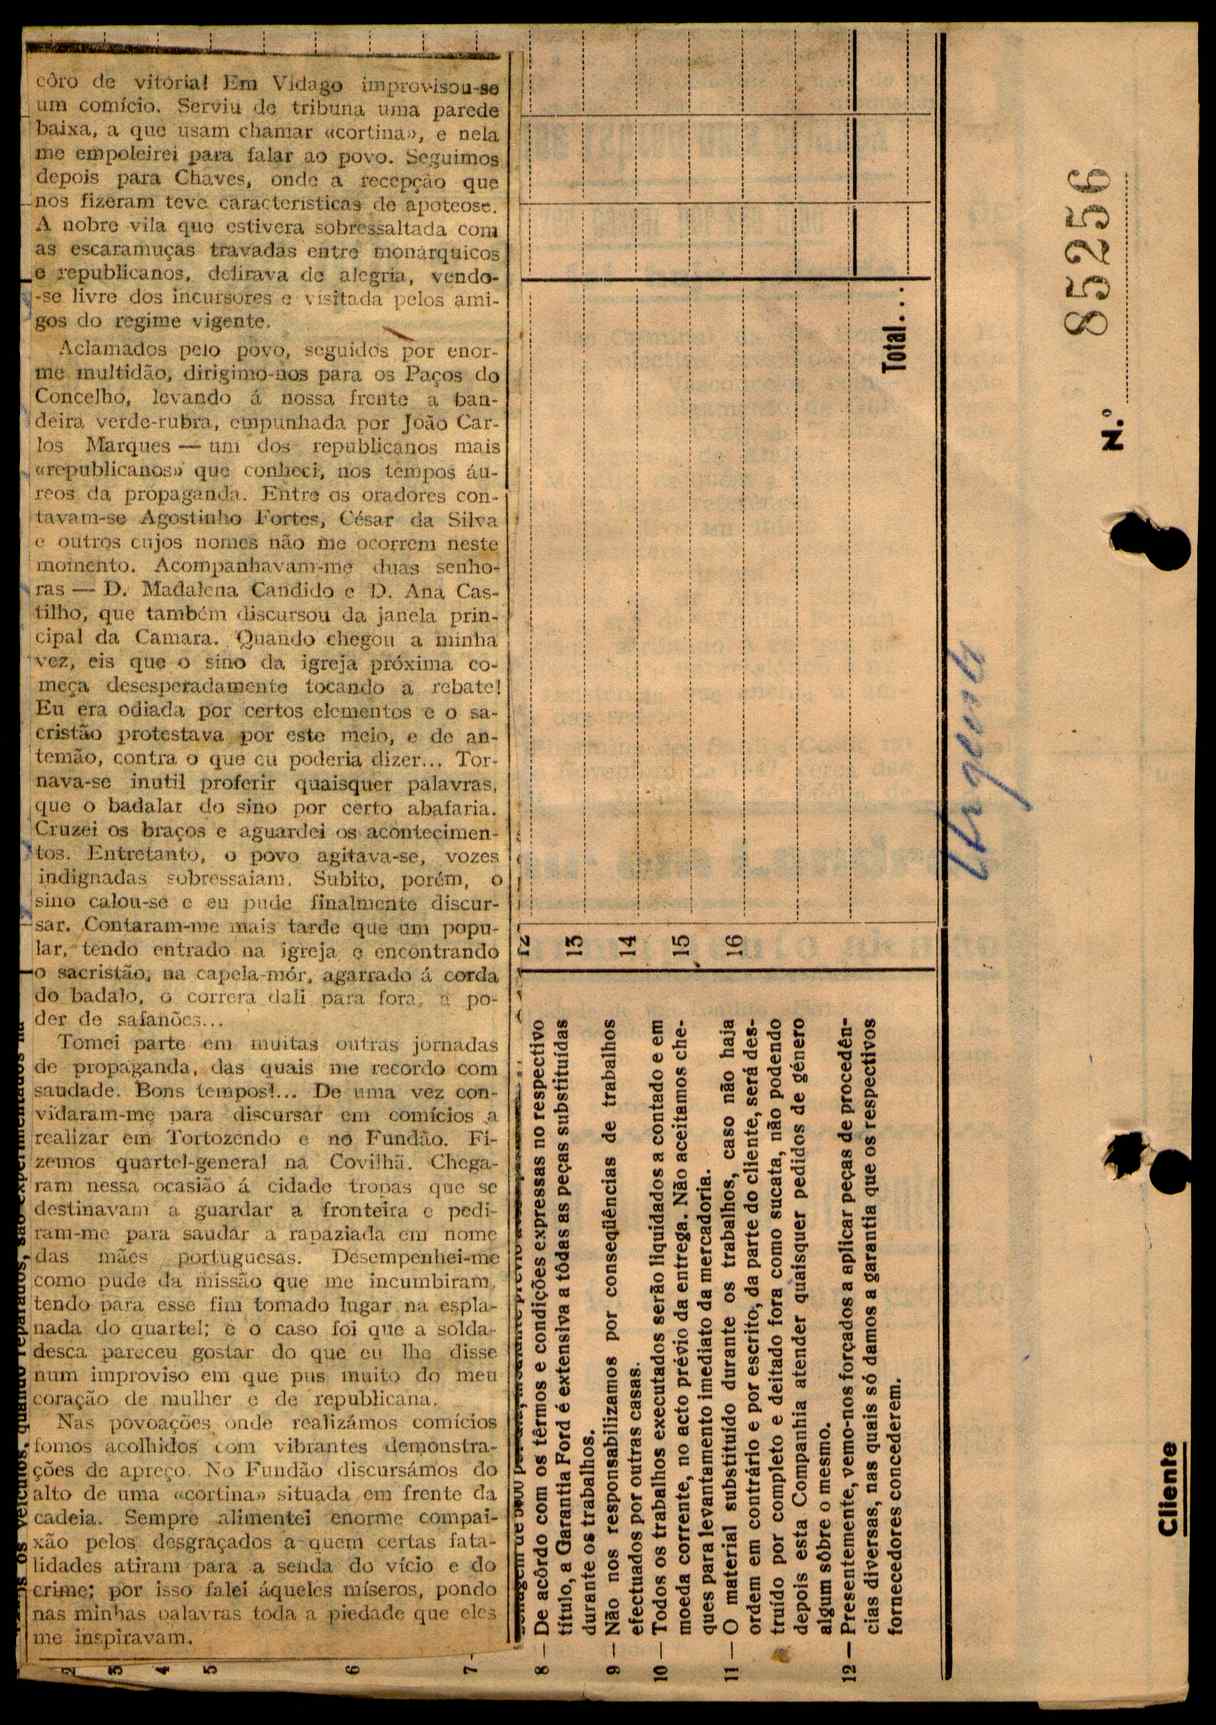 côro de vitória! Em Vidago improvisou-se
um comício. Serviu de tribuna uma parede
baixa, a que usam chamar «cortina», e nela
me empoleirei para falar ao povo. Seguimos
depois para Chaves, onde a recepção que
nos fizeram teve características de apoteose.
A nobre vila que estivera sobressaltada com
as escaramuças travadas entre monárquicos
e republicanos, delirava de alegria, vendo-
-se livre dos incursores e visitada pelos ami-
gos do regime vigente.
Aclamados pelo povo, seguidos por enor-
me multidão, dirigimo-nos para os Paços do
Concelho, levando á nossa frente a ban-
deira verde-rubra, empunhada por João Car-
los Marques — um dos republicanos mais
«republicanos» que conheci, nos tempos áu-
reos da propaganda. Entre os oradores con-
tavam-se Agostinho Fortes, César da Silva
e outros cujos nomes não me ocorrem neste
momento. Acompanhavam-me duas senho-
ras — D. Madalena Candido e D. Ana Cas-
tilho, que também discursou da janela prin-
cipal da Camara. Quando chegou a minha
vez, eis que o sino da igreja próxima co-
meça desesperadamente tocando a rebate!
Eu era odiada por certos elementos e o sa-
cristão protestava por este meio, e de an-
temão, contra o que eu poderia dizer... Tor-
nava-se inutil proferir quaisquer palavras,
que o badalar do sino por certo abafaria.
Cruzei os braços e aguardei os acontecimen-
tos. Entretanto, o povo agitava-se, vozes
indignadas sobressaiam. Subito, porém, o
sino calou-se e eu pude finalmente discur-
sar. Contaram-me mais tarde que um popu-
lar, tendo entrado na igreja e encontrando
o sacristão, na capela-mór, agarrado á corda
do badalo, o correra dali para fora, a po-
der de safanões...
Tomei parte em muitas outras jornadas
de propaganda, das quais me recordo com
saudade. Bons tempos!... De uma vez con-
vidaram-me para discursar em comícios a
realizar em Tortozendo e no Fundão. Fi-
zemos quartel-general na Covilhã. Chega-
ram nessa ocasião á cidade tropas que se
destinavam a guardar a fronteira e pedi-
ram-me para saudar a rapaziada em nome
das mães portuguesas. Desempenhei-me
como pude da missão que me incumbiram,
tendo para esse fim tomado lugar na espla-
nada do quartel; e o caso foi que a solda-
desca pareceu gostar do que eu lhe disse
num improviso em que pus muito do meu
coração de mulher e de republicana.
Nas povoações onde realizámos comícios
fomos acolhidos com vibrantes demonstra-
ções de apreço. No Fundão discursámos do
alto de uma «cortina» situada em frente da
cadeia. Sempre alimentei enorme compai-
xão pelos desgraçados a quem certas fata-
lidades atiram para a senda do vício e do
crime; por isso falei áqueles míseros, pondo
nas minhas palavras toda a piedade que eles
me inspiravam.
2
3
4
5
6
7
8 — De acôrdo com os têrmos e condições expressas no respectivo
título, a Garantia Ford é extensiva a tôdas as peças substituídas
durante os trabalhos.
9 — Não nos responsabilizamos por conseqüências de trabalhos
efectuados por outras casas.
10 — Todos os trabalhos executados serão liquidados a contado e em
moeda corrente, no acto prévio da entrega. Não aceitamos che-
ques para levantamento imediato da mercadoria.
11 — O material substituído durante os trabalhos, caso não haja
ordem em contrário e por escrito, da parte do cliente, será des-
truído por completo e deitado fora como sucata, não podendo
depois esta Companhia atender quaisquer pedidos de género
algum sôbre o mesmo.
12 — Presentemente, vemo-nos forçados a aplicar peças de procedên-
cias diversas, nas quais só damos a garantia que os respectivos
fornecedores concederem.
12
13
14
15
16
Total...
Urgente
N.º 85256
Cliente